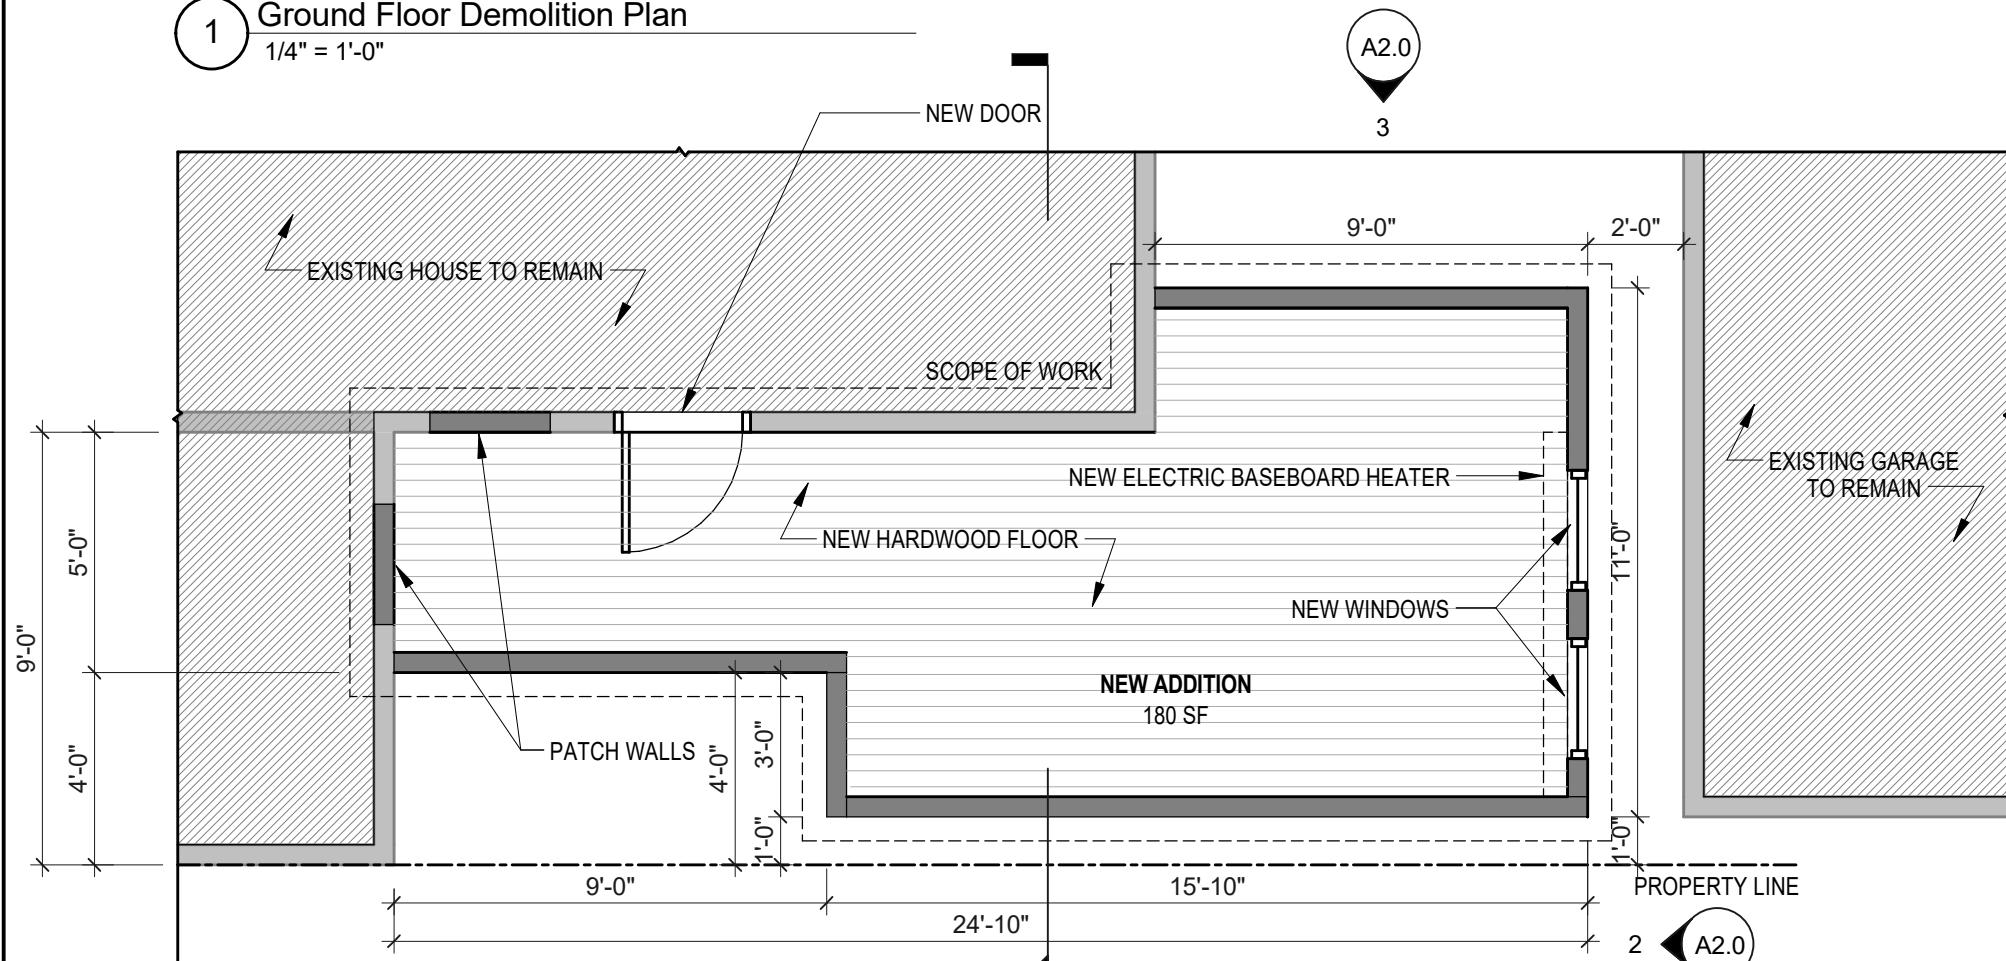 1
Ground Floor Demolition Plan
1/4" = 1'-0"
A2.0
3
NEW DOOR
9'-0"
2'-0"
EXISTING HOUSE TO REMAIN
SCOPE OF WORK
NEW ELECTRIC BASEBOARD HEATER
EXISTING GARAGE
TO REMAIN
NEW HARDWOOD FLOOR
11'-0"
5'-0"
9'-0"
NEW WINDOWS
NEW ADDITION
180 SF
PATCH WALLS
4'-0"
4'-0"
3'-0"
1'-0"
1'-0"
9'-0"
15'-10"
PROPERTY LINE
24'-10"
2
A2.0